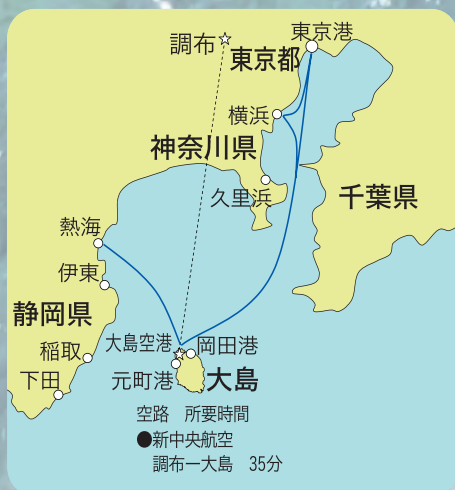 東京港
調布
東京都
横浜
神奈川県
久里浜
千葉県
熱海
伊東
静岡県
稲取
下田
大島空港
岡田港
元町港
大島
空路 所要時間
●新中央航空
調布ー大島 35分